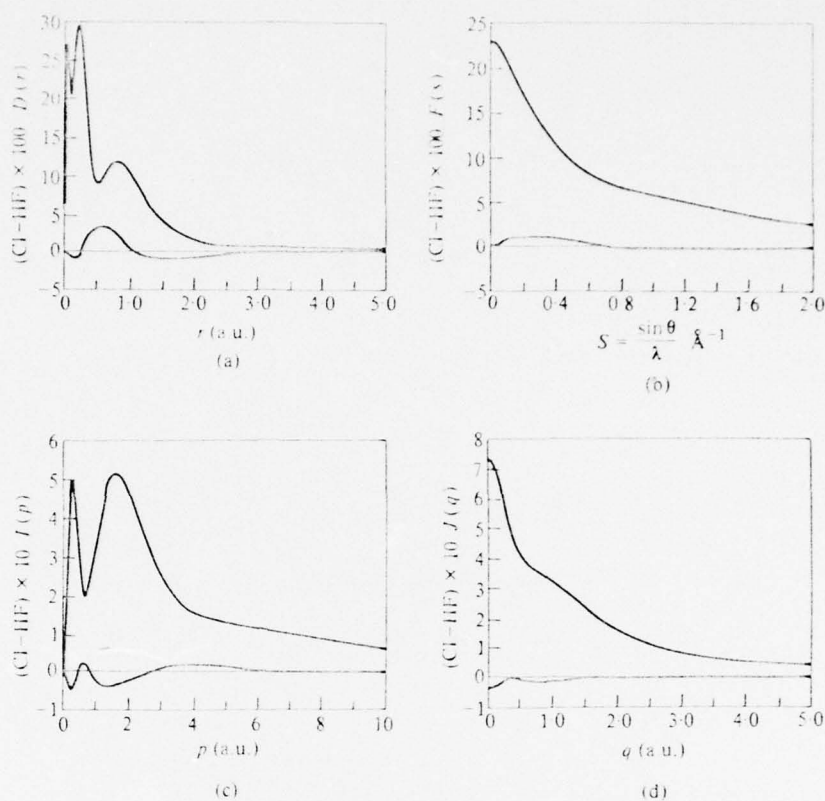 30
25
20
15
10
5
0
5
(CI−HF) × 100 D(r)
0 1·0 2·0 3·0 4·0 5·0
r (a.u.)
(a)
25
20
15
10
5
0
5
(CI−HF) × 100 F(s)
0 0·4 0·8 1·2 1·6 2·0
S = sin θ / λ Å⁻¹
(b)
6
5
4
3
2
1
0
−1
(CI−HF) × 10 I(p)
0 2 4 6 8 10
p (a.u.)
(c)
8
7
6
5
4
3
2
1
0
−1
(CI−HF) × 10 J(q)
0 1·0 2·0 3·0 4·0 5·0
q (a.u.)
(d)